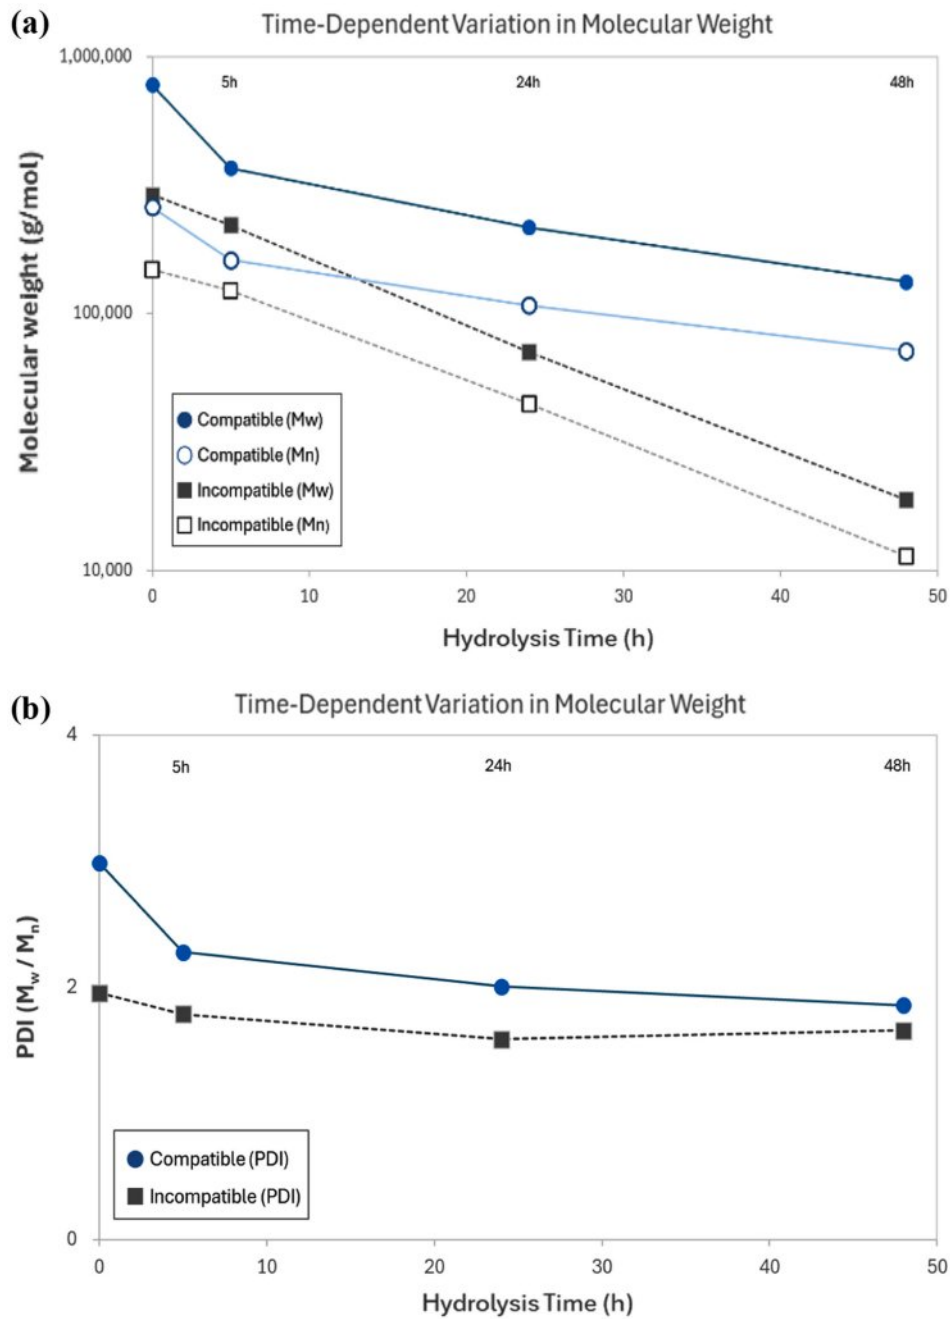 (a)
Time-Dependent Variation in Molecular Weight
1,000,000
5h
24h
48h
Molecular weight (g/mol)
100,000
Compatible (Mw)
Compatible (Mn)
Incompatible (Mw)
Incompatible (Mn)
10,000
0 10 20 30 40 50
Hydrolysis Time (h)
(b)
Time-Dependent Variation in Molecular Weight
4
5h
24h
48h
PDI (Mw / Mn)
2
Compatible (PDI)
Incompatible (PDI)
0
0 10 20 30 40 50
Hydrolysis Time (h)